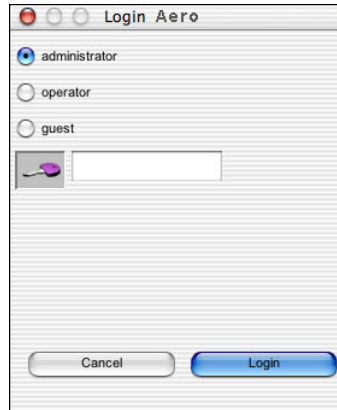 Login Aero
administrator
operator
guest
Cancel Login